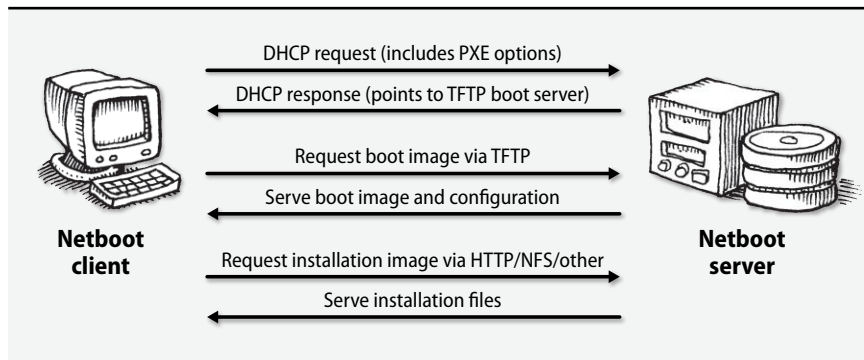 DHCP request (includes PXE options)
DHCP response (points to TFTP boot server)
Request boot image via TFTP
Serve boot image and configuration
Netboot
client
Netboot
server
Request installation image via HTTP/NFS/other
Serve installation files